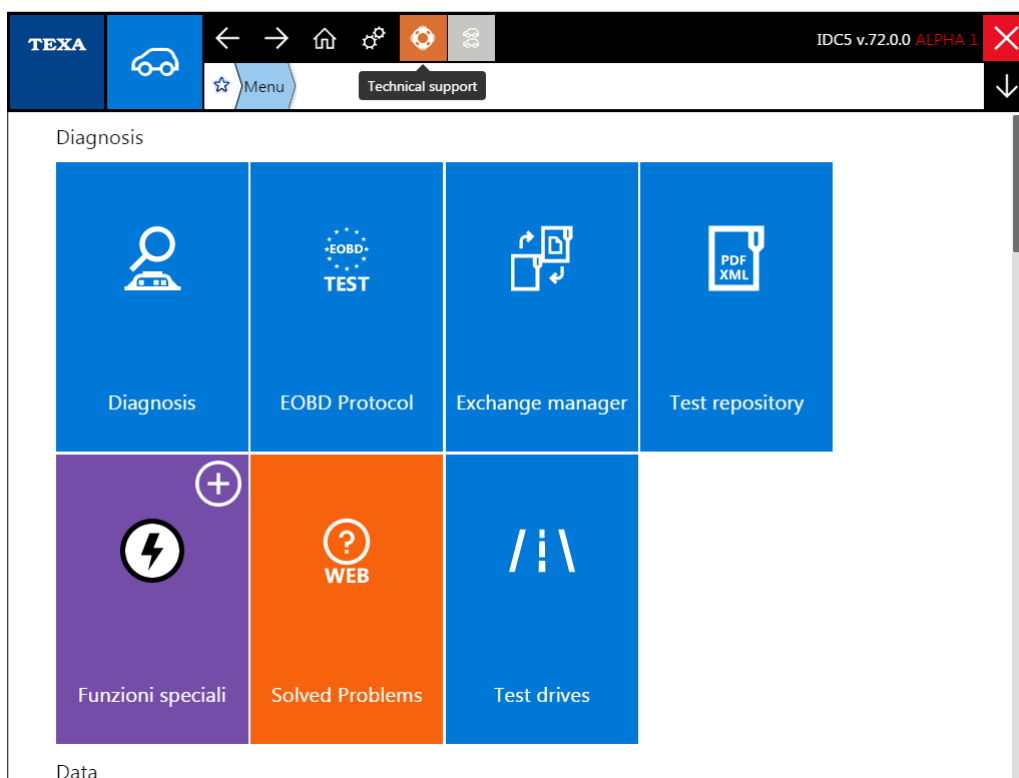 TEXA
IDC5 v.72.0.0 ALPHA 1
Menu
Technical support
Diagnosis
EOBD
TEST
PDF
XML
Diagnosis
EOBD Protocol
Exchange manager
Test repository
WEB
Funzioni speciali
Solved Problems
Test drives
Data